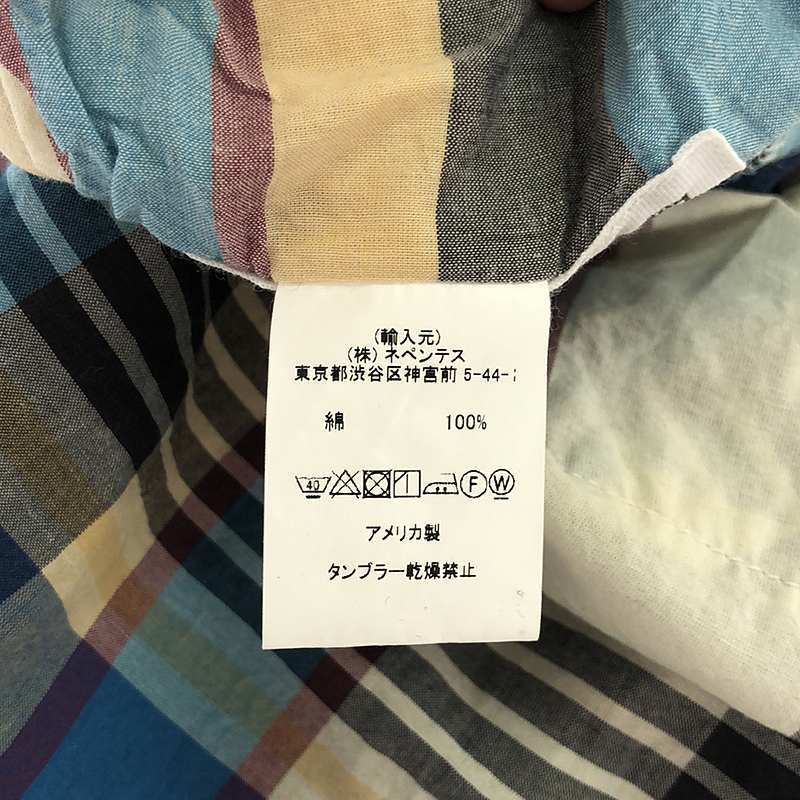 (輸入元)
(株) ネペンテス
東京都渋谷区神宮前 5-44-
綿 100%
40 F W
アメリカ製
タンブラー乾燥禁止